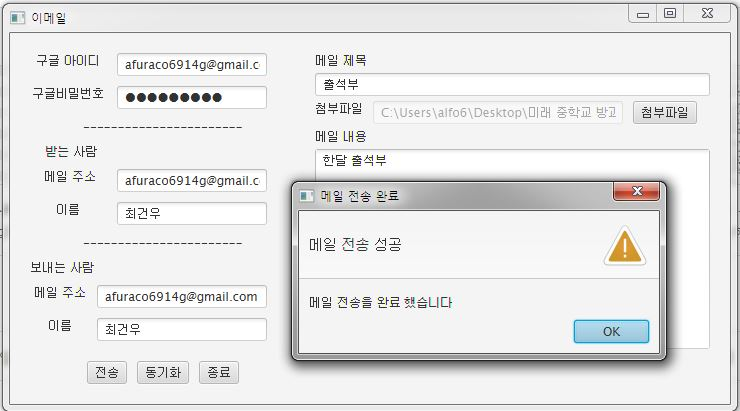 이메일
구글 아이디
afuraco6914g@gmail.c
구글비밀번호
●●●●●●●●●
----------------------
받는 사람
메일 주소
afuraco6914g@gmail.c
이름
최건우
----------------------
보내는 사람
메일 주소
afuraco6914g@gmail.com
이름
최건우
전송
동기화
종료
메일 제목
출석부
첨부파일
C:\Users\alfo6\Desktop\미래 중학교 방과
첨부파일
메일 내용
한달 출석부
메일 전송 완료
메일 전송 성공
메일 전송을 완료 했습니다
OK